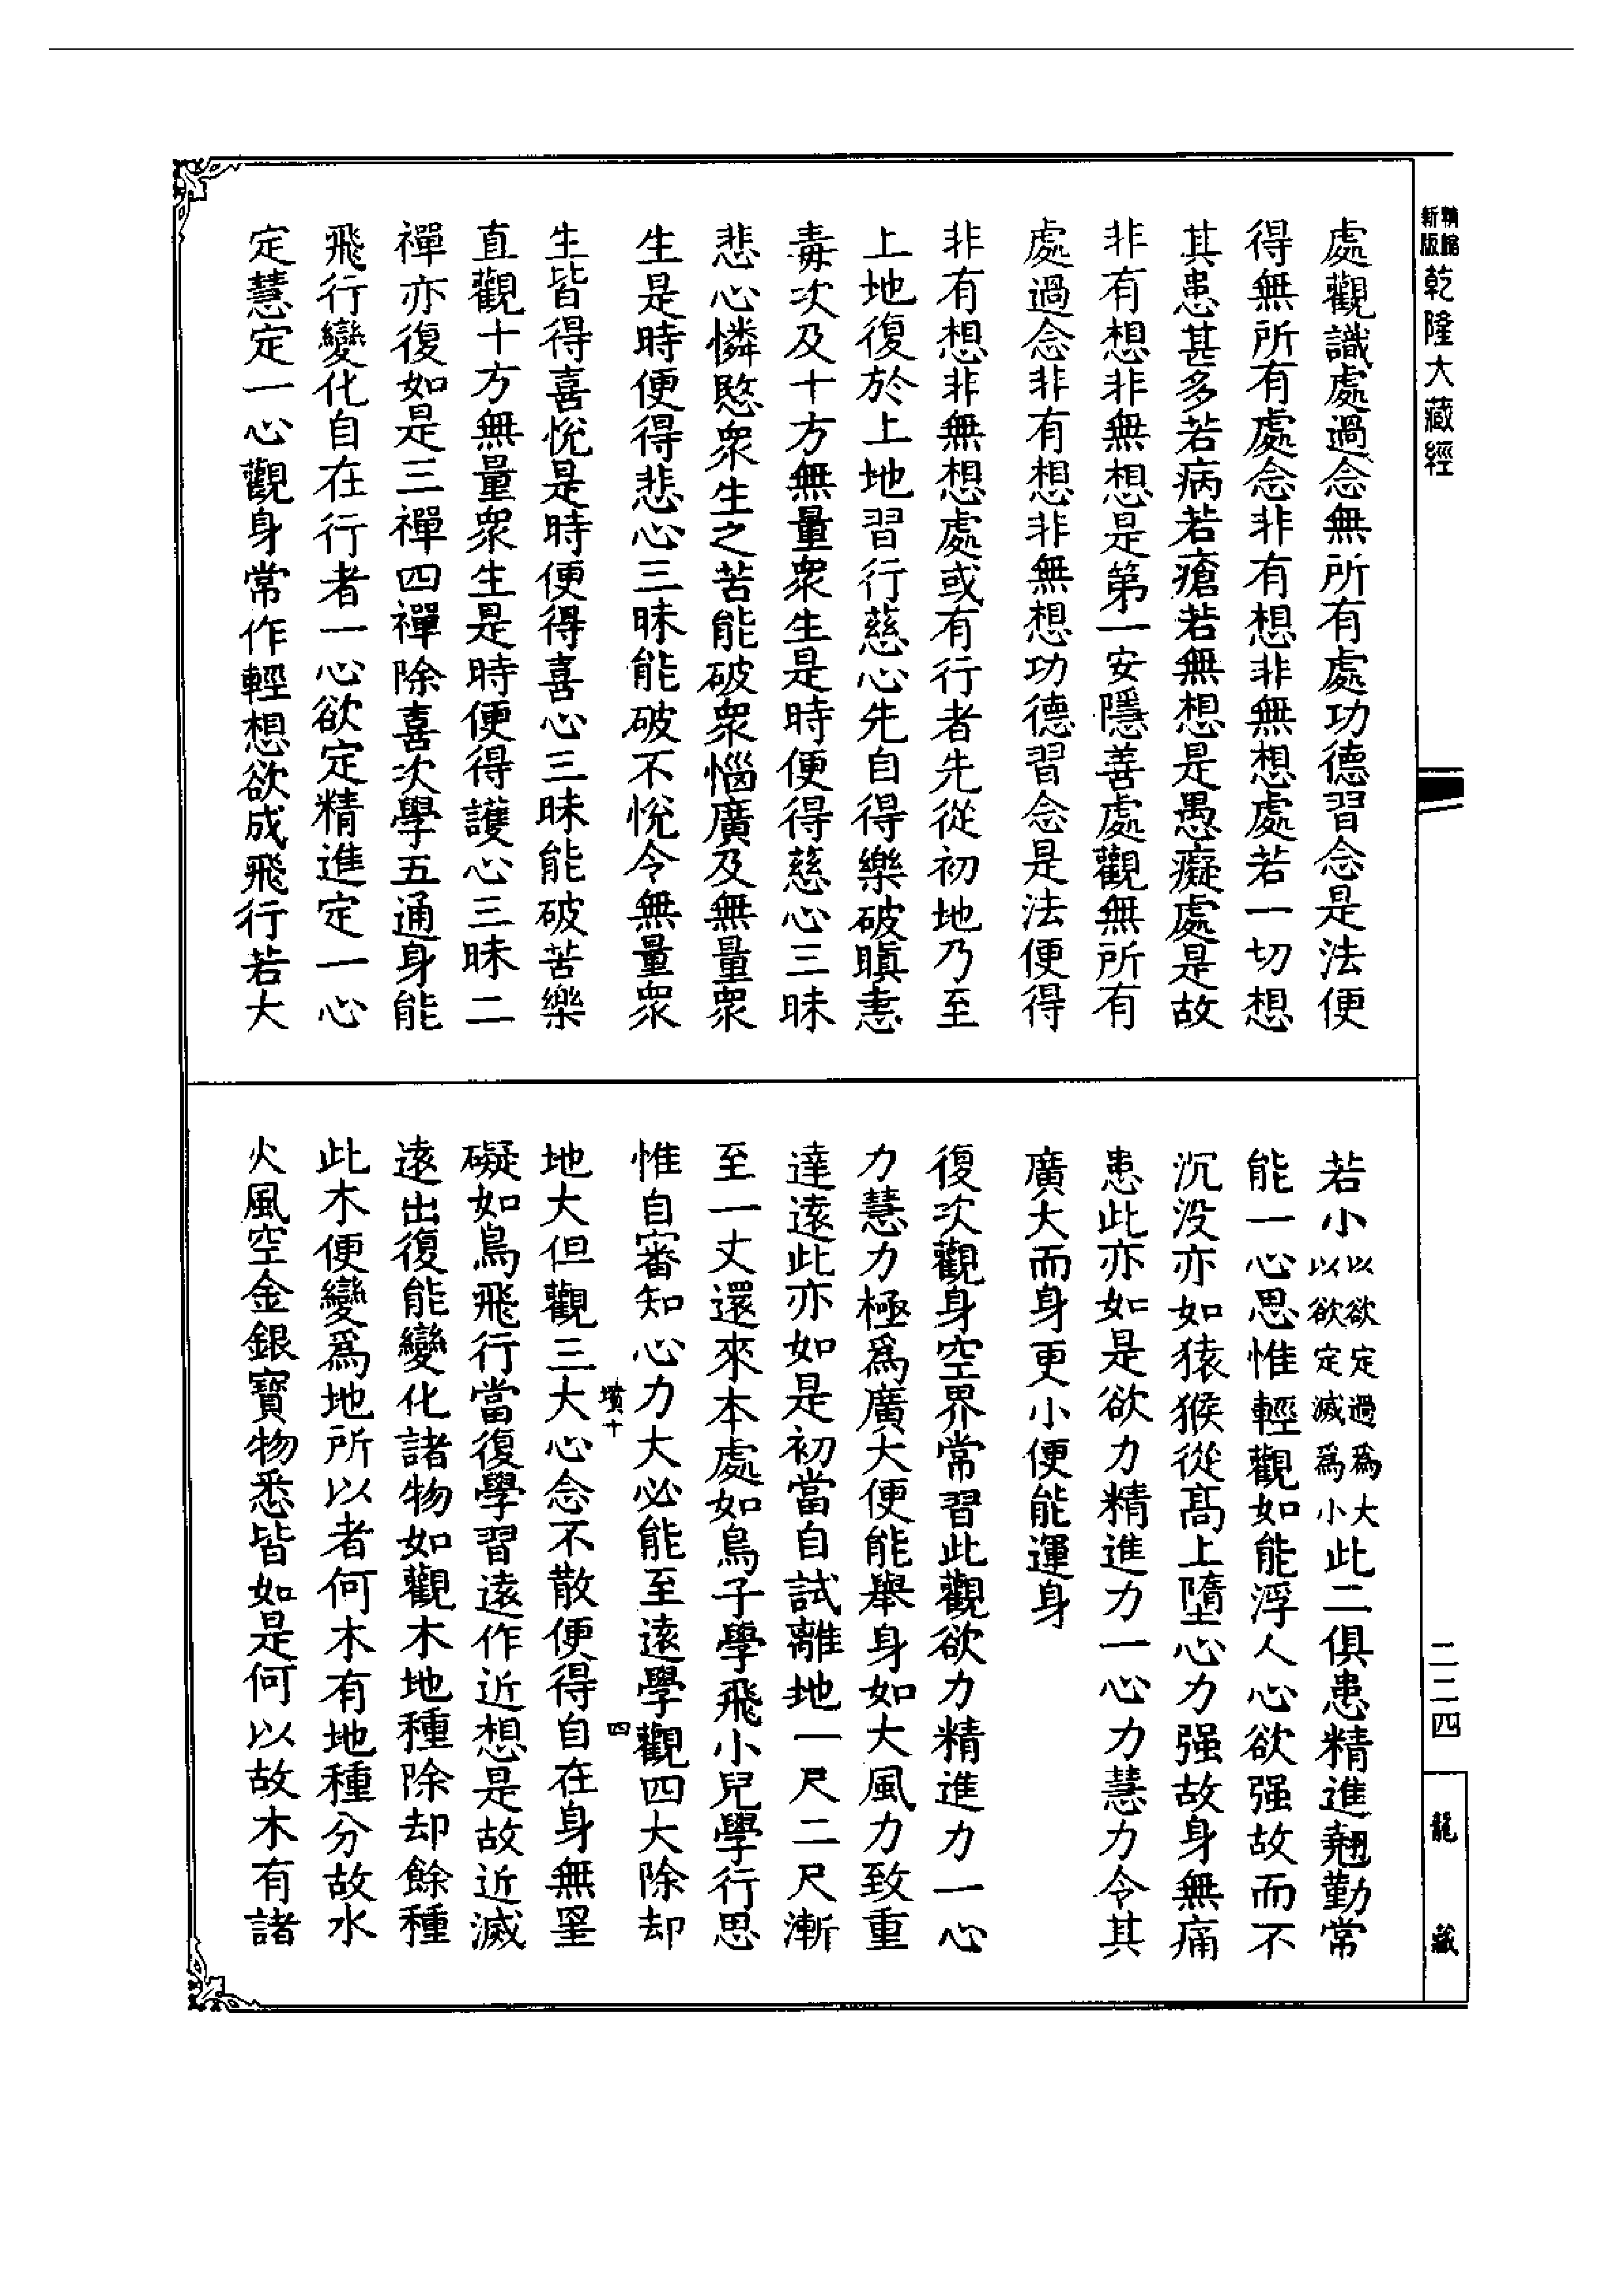 精縮新版乾隆大藏經
處觀識處過念無所有處功德習念是法便
得無所有處念非有想非無想處若一切想
其患甚多若病若瘡若無想是愚癡處是故
非有想非無想是第一安隱善處觀無所有
處過念非有想非無想功德習念是法便得
非有想非無想處或有行者先從初地乃至
上地復於上地習行慈心先自得樂破瞋恚
毒次及十方無量衆生是時便得慈心三昧
悲心憐愍衆生之苦能破衆惱廣及無量衆
生是時便得悲心三昧能破不悅令無量衆
生皆得喜悅是時便得喜心三昧能破苦樂
直觀十方無量衆生是時便得護心三昧二
禪亦復如是三禪四禪除喜次學五通身能
飛行變化自在行者一心欲定精進定一心
定慧定一心觀身常作輕想欲成飛行若大
若小以欲定過為大以欲定減為小此二俱患精進翹勤常
能一心思惟輕觀如能浮人心欲强故而不
沉没亦如猿猴從高上墮心力强故身無痛
患此亦如是欲力精進力一心力慧力令其
廣大而身更小便能運身
復次觀身空界常習此觀欲力精進力一心
力慧力極爲廣大便能舉身如大風力致重
達遠此亦如是初當自試離地一尺二尺漸
至一丈還來本處如鳥子學飛小兒學行思
惟自審知心力大必能至遠學觀四大除却
墳十 四
地大但觀三大心念不散便得自在身無罣
礙如鳥飛行當復學習遠作近想是故近滅
遠出復能變化諸物如觀木地種除却餘種
此木便變爲地所以者何木有地種分故水
火風空金銀寶物悉皆如是何以故木有諸
二二四
龍藏